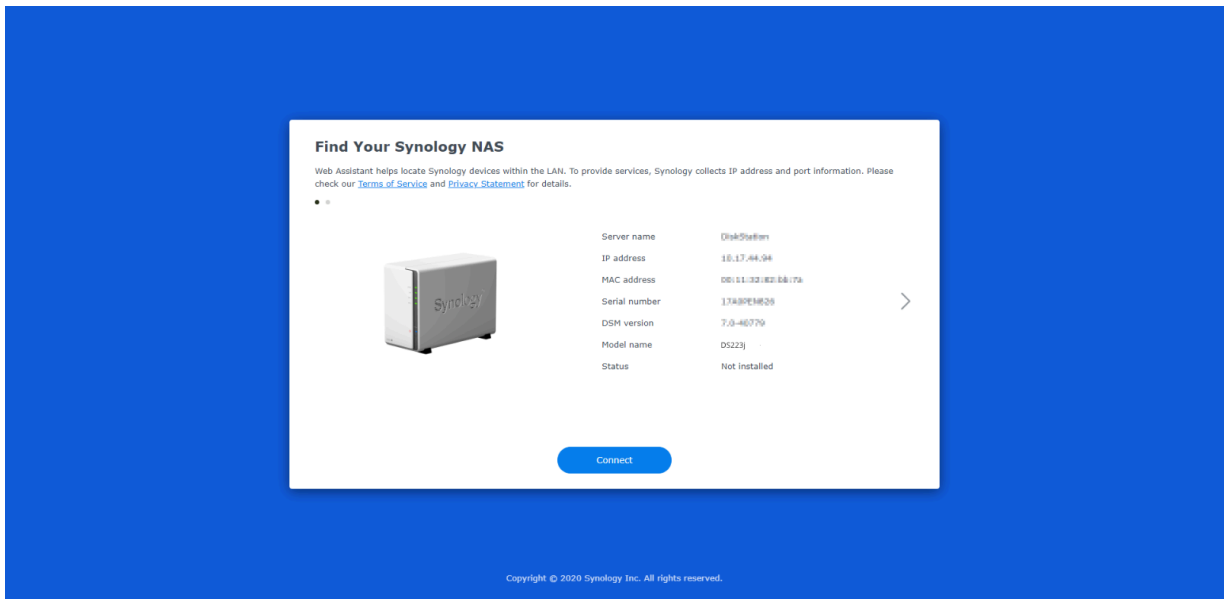 Find Your Synology NAS
Web Assistant helps locate Synology devices within the LAN. To provide services, Synology collects IP address and port information. Please
check our Terms of Service and Privacy Statement for details.
Synology
Server name DiskStation
IP address
MAC address
Serial number
DSM version
Model name DS223j
Status Not installed
Connect
Copyright © 2020 Synology Inc. All rights reserved.